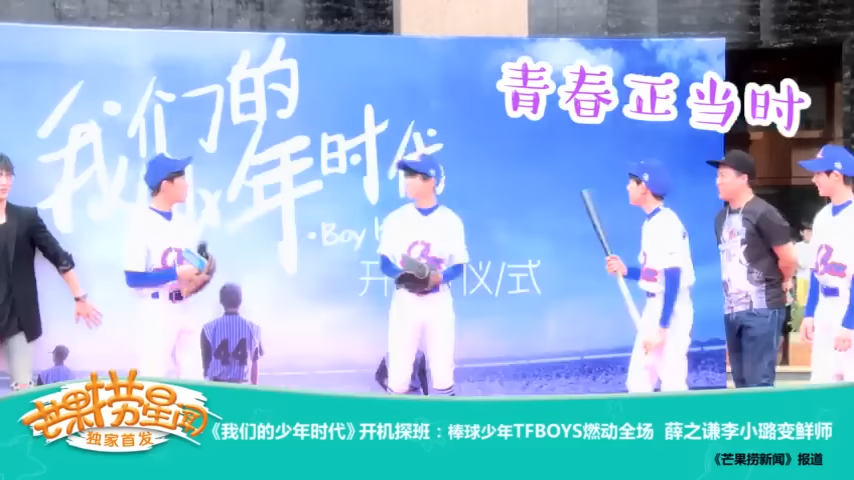 青春正当时
我们的
少年时代
·Boy h
开 仪/式
44
芒果捞星闻
独家首发
《我们的少年时代》开机探班：棒球少年TFBOYS燃动全场 薛之谦李小璐变鲜师
《芒果捞新闻》报道